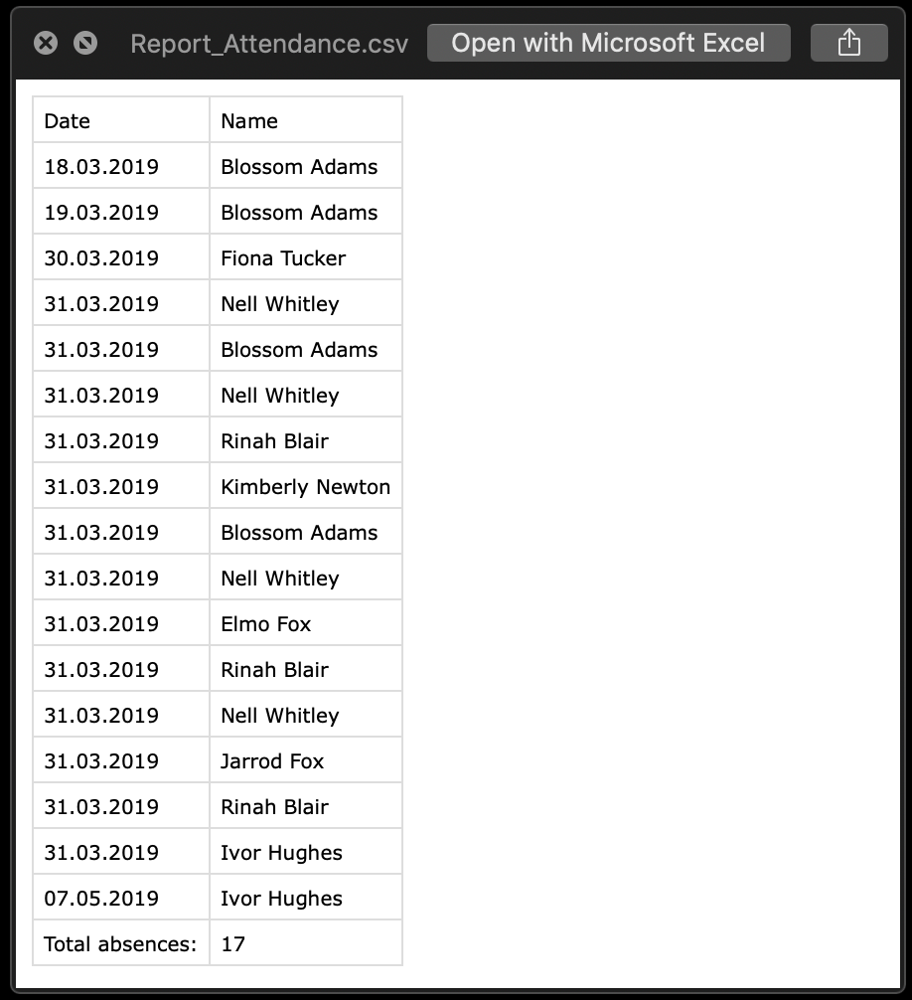 Report_Attendance.csv Open with Microsoft Excel
Date Name
18.03.2019 Blossom Adams
19.03.2019 Blossom Adams
30.03.2019 Fiona Tucker
31.03.2019 Nell Whitley
31.03.2019 Blossom Adams
31.03.2019 Nell Whitley
31.03.2019 Rinah Blair
31.03.2019 Kimberly Newton
31.03.2019 Blossom Adams
31.03.2019 Nell Whitley
31.03.2019 Elmo Fox
31.03.2019 Rinah Blair
31.03.2019 Nell Whitley
31.03.2019 Jarrod Fox
31.03.2019 Rinah Blair
31.03.2019 Ivor Hughes
07.05.2019 Ivor Hughes
Total absences: 17